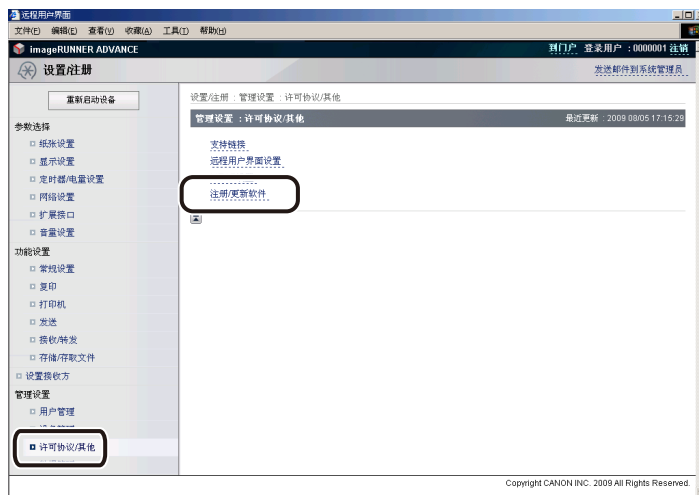 远程用户界面
文件(F) 编辑(E) 查看(V) 收藏(A) 工具(T) 帮助(H)
imageRUNNER ADVANCE 到门户 登录用户 : 0000001 注销
设置/注册 发送邮件到系统管理员
重新启动设备
参数选择
纸张设置
显示设置
定时器/电量设置
网络设置
扩展接口
音量设置
功能设置
常规设置
复印
打印机
发送
接收/转发
存储/存取文件
设置接收方
管理设置
用户管理
许可协议/其他
设置/注册 : 管理设置 : 许可协议/其他
管理设置 : 许可协议/其他 最近更新 : 2009 08/05 17:15:29
支持链接
远程用户界面设置
注册/更新软件
Copyright CANON INC. 2009 All Rights Reserved.